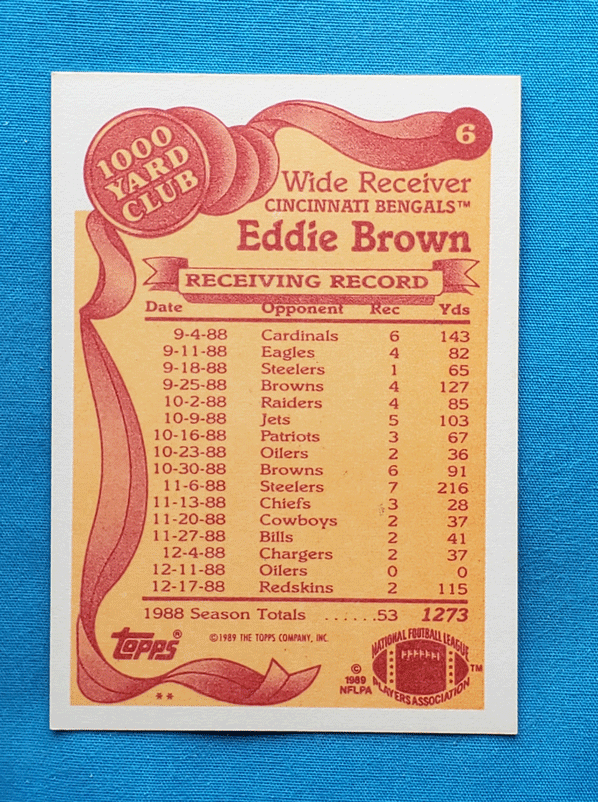 1000
YARD
CLUB
6
Wide Receiver
CINCINNATI BENGALS™
Eddie Brown
RECEIVING RECORD
Date Opponent Rec Yds
9-4-88 Cardinals 6 143
9-11-88 Eagles 4 82
9-18-88 Steelers 1 65
9-25-88 Browns 4 127
10-2-88 Raiders 4 85
10-9-88 Jets 5 103
10-16-88 Patriots 3 67
10-23-88 Oilers 2 36
10-30-88 Browns 6 91
11-6-88 Steelers 7 216
11-13-88 Chiefs 3 28
11-20-88 Cowboys 2 37
11-27-88 Bills 2 41
12-4-88 Chargers 2 37
12-11-88 Oilers 0 0
12-17-88 Redskins 2 115
1988 Season Totals ......53 1273
topps® ©1989 THE TOPPS COMPANY, INC.
NATIONAL FOOTBALL LEAGUE
PLAYERS ASSOCIATION ™
©
1989
NFLPA
**